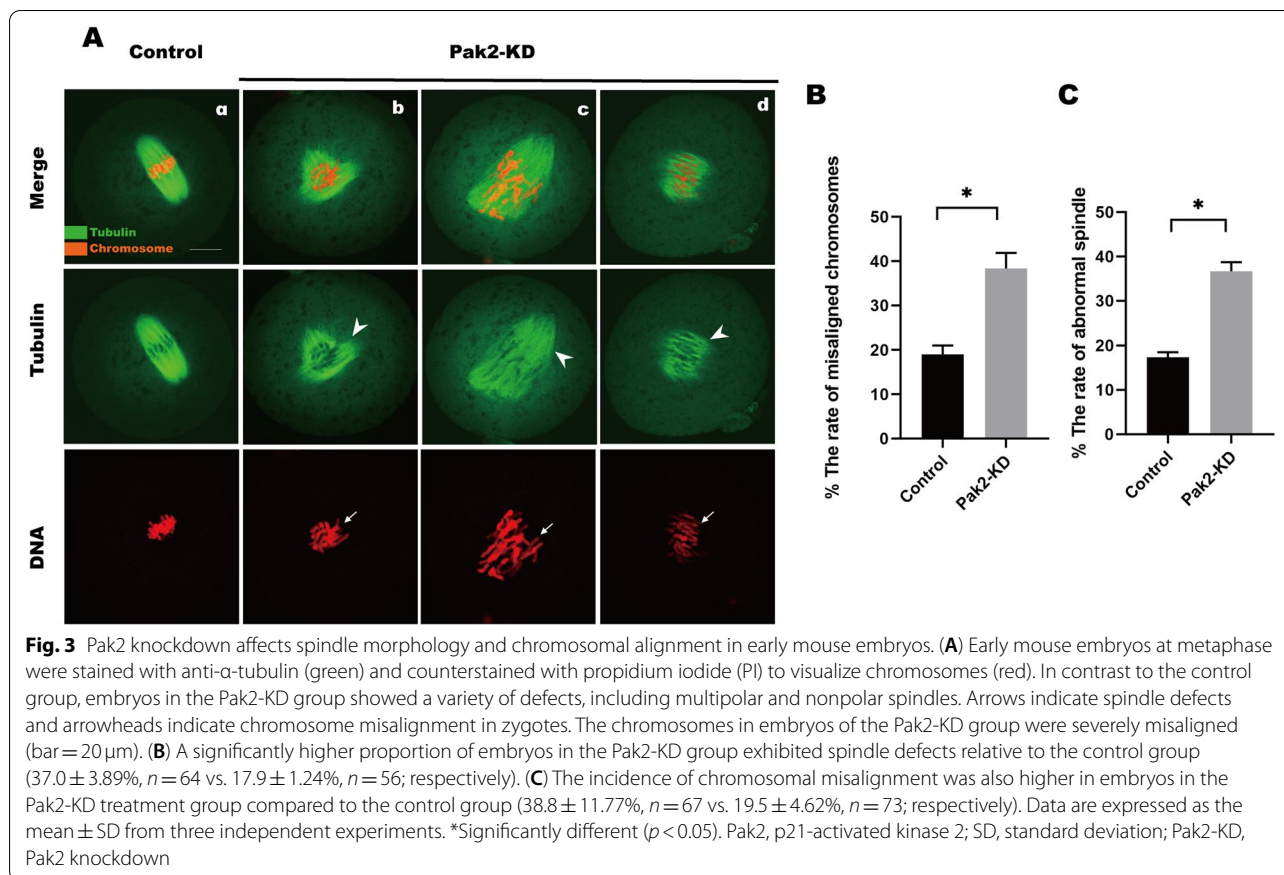 A
Control
Pak2-KD
a
b
c
d
Merge
Tubulin
Chromosome
Tubulin
DNA
B
% The rate of misaligned chromosomes
50
40
30
20
10
0
*
Control
Pak2-KD
C
% The rate of abnormal spindle
50
40
30
20
10
0
*
Control
Pak2-KD
Fig. 3 Pak2 knockdown affects spindle morphology and chromosomal alignment in early mouse embryos. (A) Early mouse embryos at metaphase
were stained with anti-α-tubulin (green) and counterstained with propidium iodide (PI) to visualize chromosomes (red). In contrast to the control
group, embryos in the Pak2-KD group showed a variety of defects, including multipolar and nonpolar spindles. Arrows indicate spindle defects
and arrowheads indicate chromosome misalignment in zygotes. The chromosomes in embryos of the Pak2-KD group were severely misaligned
(bar = 20 μm). (B) A significantly higher proportion of embryos in the Pak2-KD group exhibited spindle defects relative to the control group
(37.0 ± 3.89%, n = 64 vs. 17.9 ± 1.24%, n = 56; respectively). (C) The incidence of chromosomal misalignment was also higher in embryos in the
Pak2-KD treatment group compared to the control group (38.8 ± 11.77%, n = 67 vs. 19.5 ± 4.62%, n = 73; respectively). Data are expressed as the
mean ± SD from three independent experiments. *Significantly different (p < 0.05). Pak2, p21-activated kinase 2; SD, standard deviation; Pak2-KD,
Pak2 knockdown